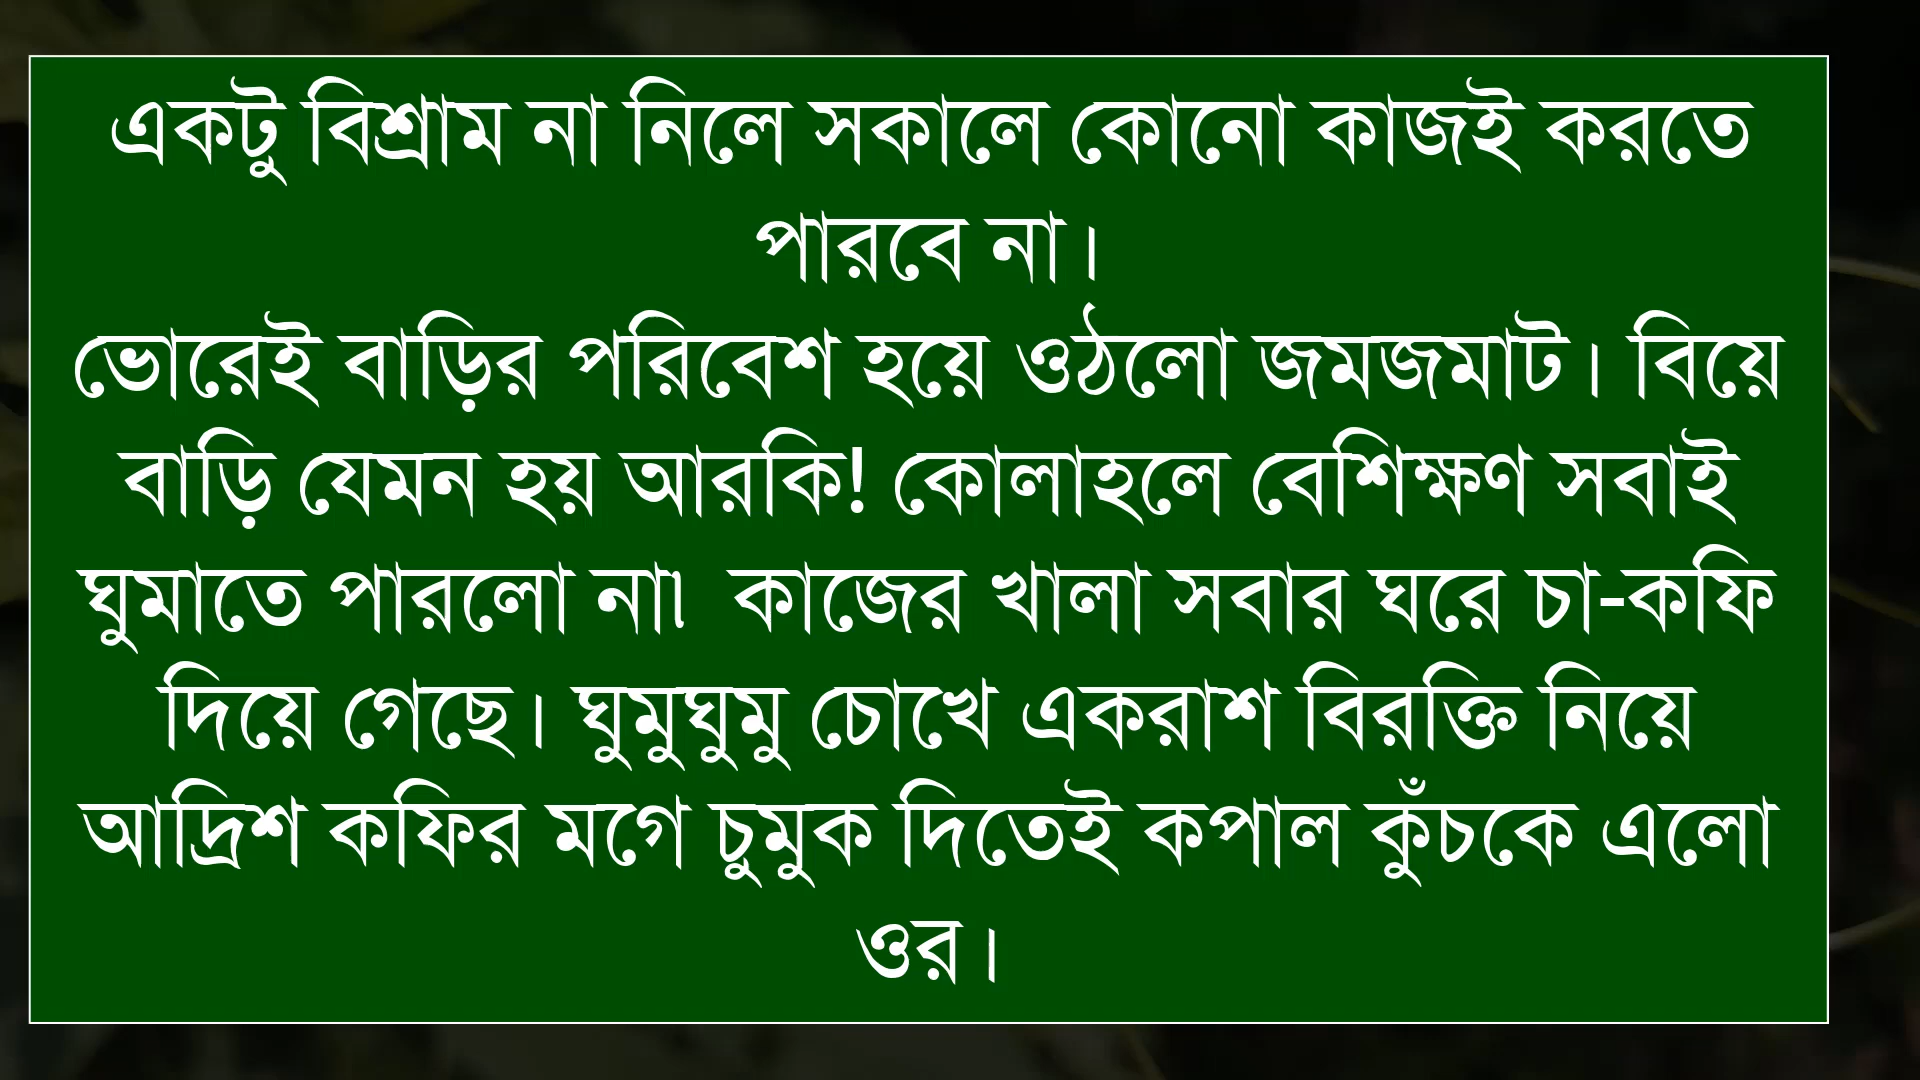 একটু বিশ্রাম না নিলে সকালে কোনো কাজই করতে
পারবে না।
ভোরেই বাড়ির পরিবেশ হয়ে ওঠলো জমজমাট। বিয়ে
বাড়ি যেমন হয় আরকি! কোলাহলে বেশিক্ষণ সবাই
ঘুমাতে পারলো না৷ কাজের খালা সবার ঘরে চা-কফি
দিয়ে গেছে। ঘুমুঘুমু চোখে একরাশ বিরক্তি নিয়ে
আদ্রিশ কফির মগে চুমুক দিতেই কপাল কুঁচকে এলো
ওর।